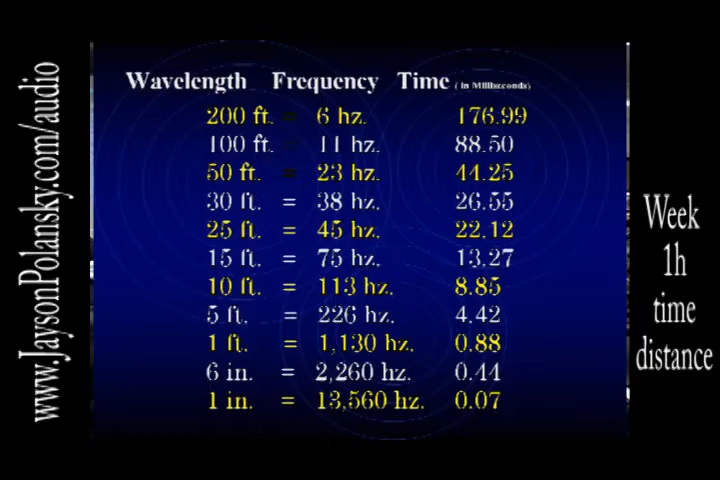 www.JaysonPolansky.com/audio
Wavelength Frequency Time (in Milliseconds)
200 ft. = 6 hz. 176.99
100 ft. = 11 hz. 88.50
50 ft. = 23 hz. 44.25
30 ft. = 38 hz. 26.55
25 ft. = 45 hz. 22.12
15 ft. = 75 hz. 13.27
10 ft. = 113 hz. 8.85
5 ft. = 226 hz. 4.42
1 ft. = 1,130 hz. 0.88
6 in. = 2,260 hz. 0.44
1 in. = 13,560 hz. 0.07
Week
1h
time
distance